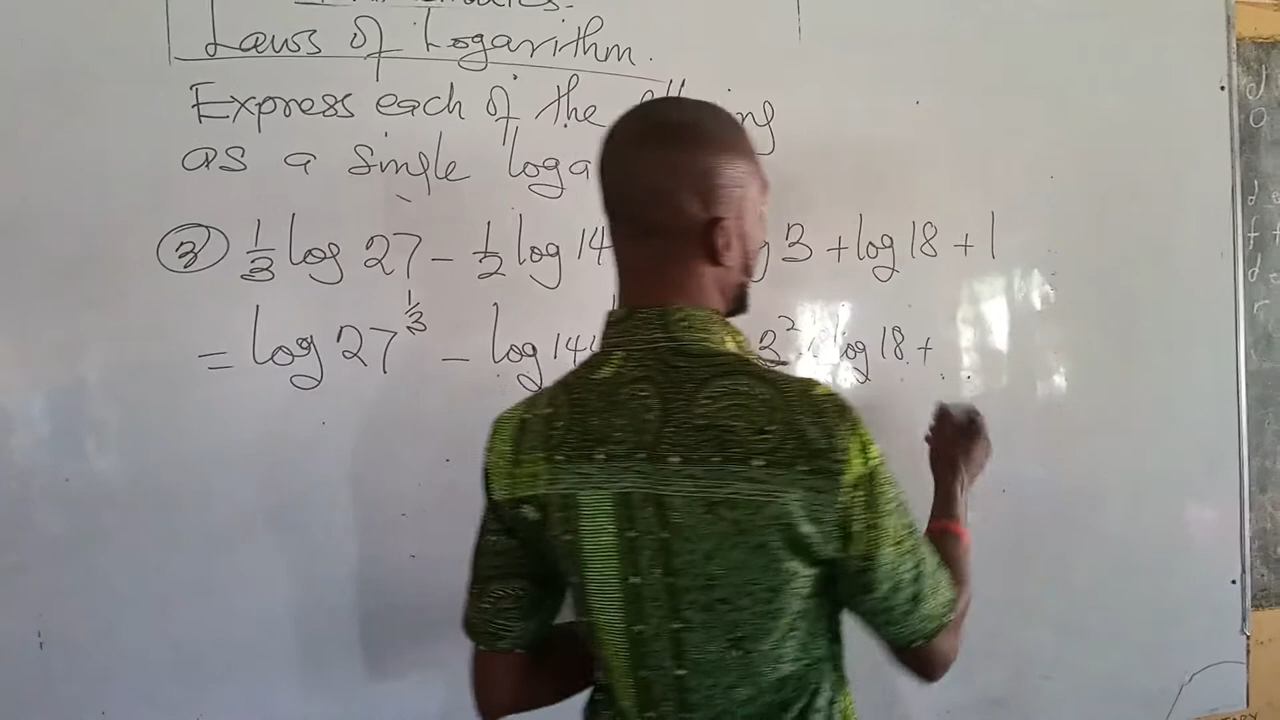 Laws of Logarithm.
Express each of the
as a single loga
③ 1/3 log 27 - 1/2 log 14 3 + log 18 + 1
= log 27^1/3 - log 144 3² log 18 +